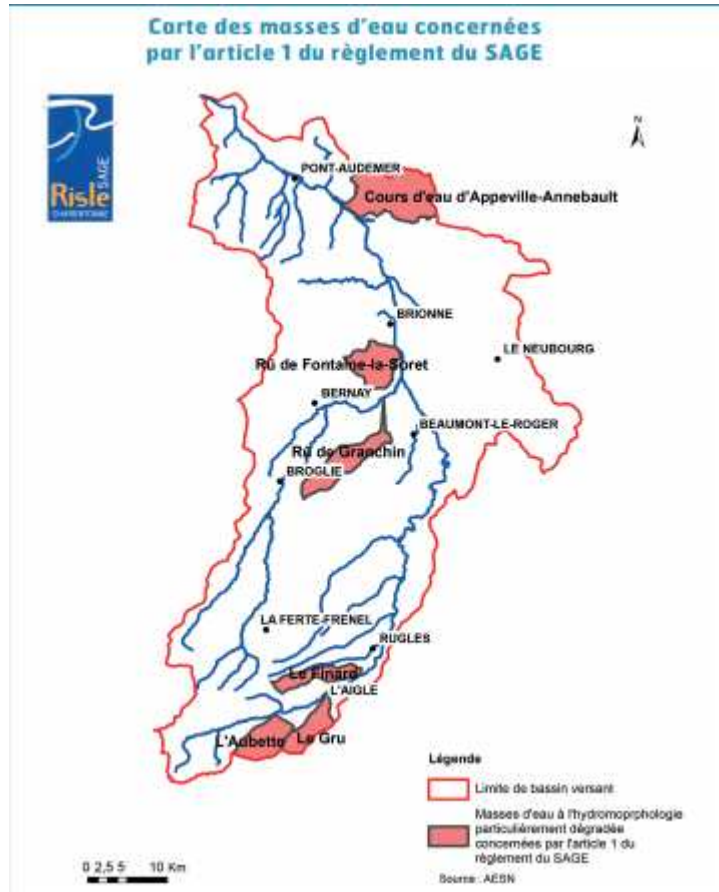 Carte des masses d'eau concernées
par l'article 1 du règlement du SAGE
Risle
SAGE
CHARENTONNE
N
PONT-AUDEMER
Cours d'eau d'Appeville-Annebault
BRIONNE
LE NEUBOURG
Rû de Fontaine-la-Soret
BERNAY
BEAUMONT-LE-ROGER
Rû de Granchin
BROGLIE
LA FERTE-FRENEL
RUGLES
Le Finard
L'AIGLE
L'Aubette
Le Gru
Légende
Limite de bassin versant
Masses d'eau à l'hydromoprphologie
particulièrement dégradée
concernées par l'article 1 du
règlement du SAGE
0 2,5 5 10 Km
Source : AESN